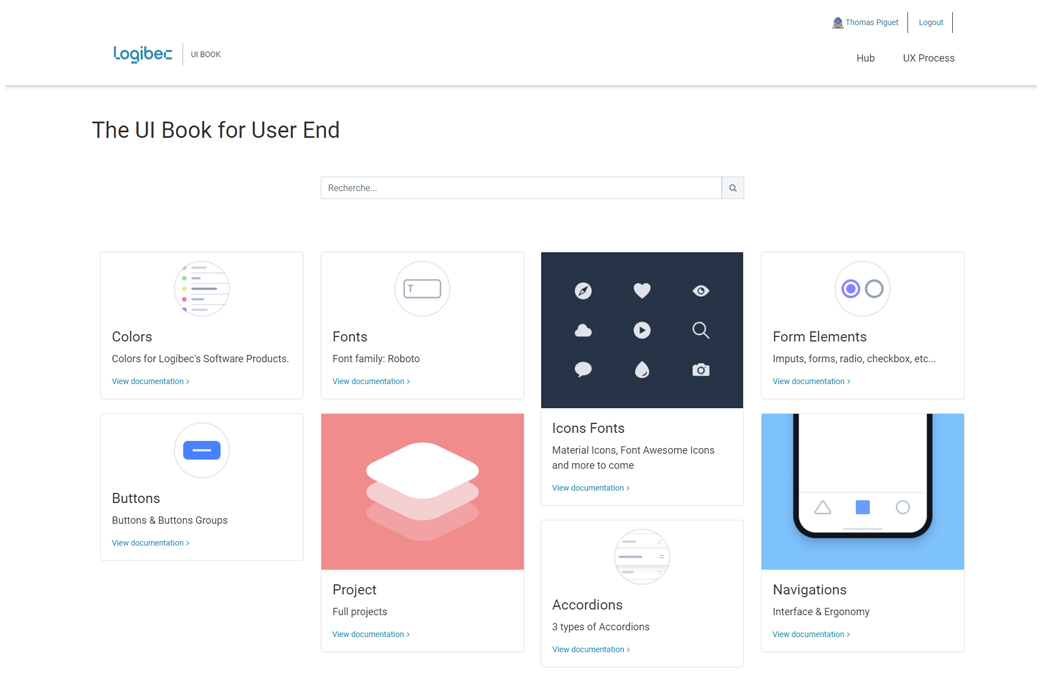 Thomas Piguet
Logout
Logibec
UI BOOK
Hub
UX Process
The UI Book for User End
Recherche...
Colors
Colors for Logibec's Software Products.
View documentation >
Buttons
Buttons & Buttons Groups
View documentation >
T
Fonts
Font family: Roboto
View documentation >
Project
Full projects
View documentation >
Icons Fonts
Material Icons, Font Awesome Icons
and more to come
View documentation >
Accordions
3 types of Accordions
View documentation >
Form Elements
Imputs, forms, radio, checkbox, etc...
View documentation >
Navigations
Interface & Ergonomy
View documentation >